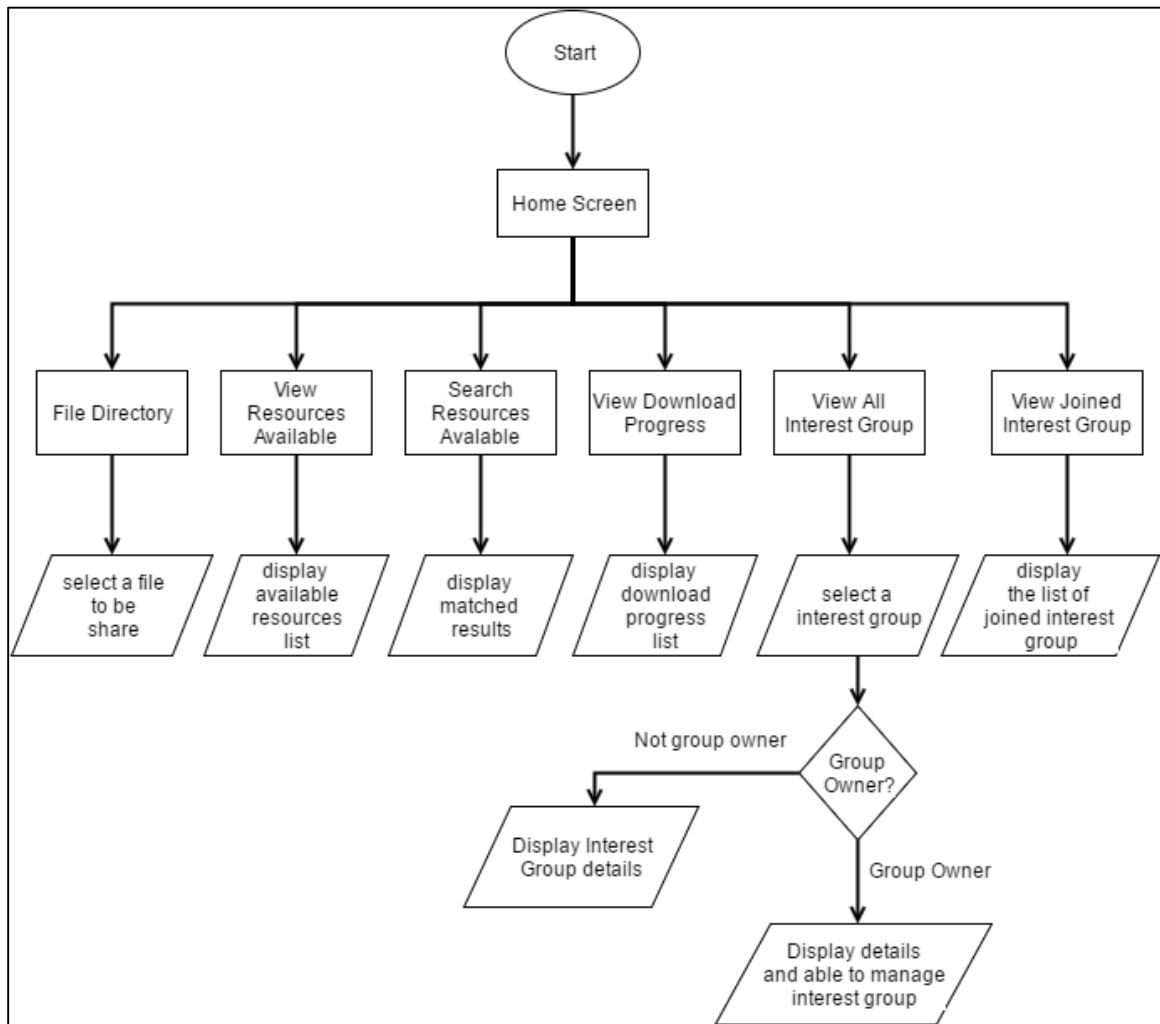 Start
Home Screen
File Directory
View
Resources
Available
Search
Resources
Avalable
View Download
Progress
View All
Interest Group
View Joined
Interest Group
select a file
to be
share
display
available
resources
list
display
matched
results
display
download
progress
list
select a
interest group
display
the list of
joined interest
group
Not group owner
Group
Owner?
Display Interest
Group details
Group Owner
Display details
and able to manage
interest group